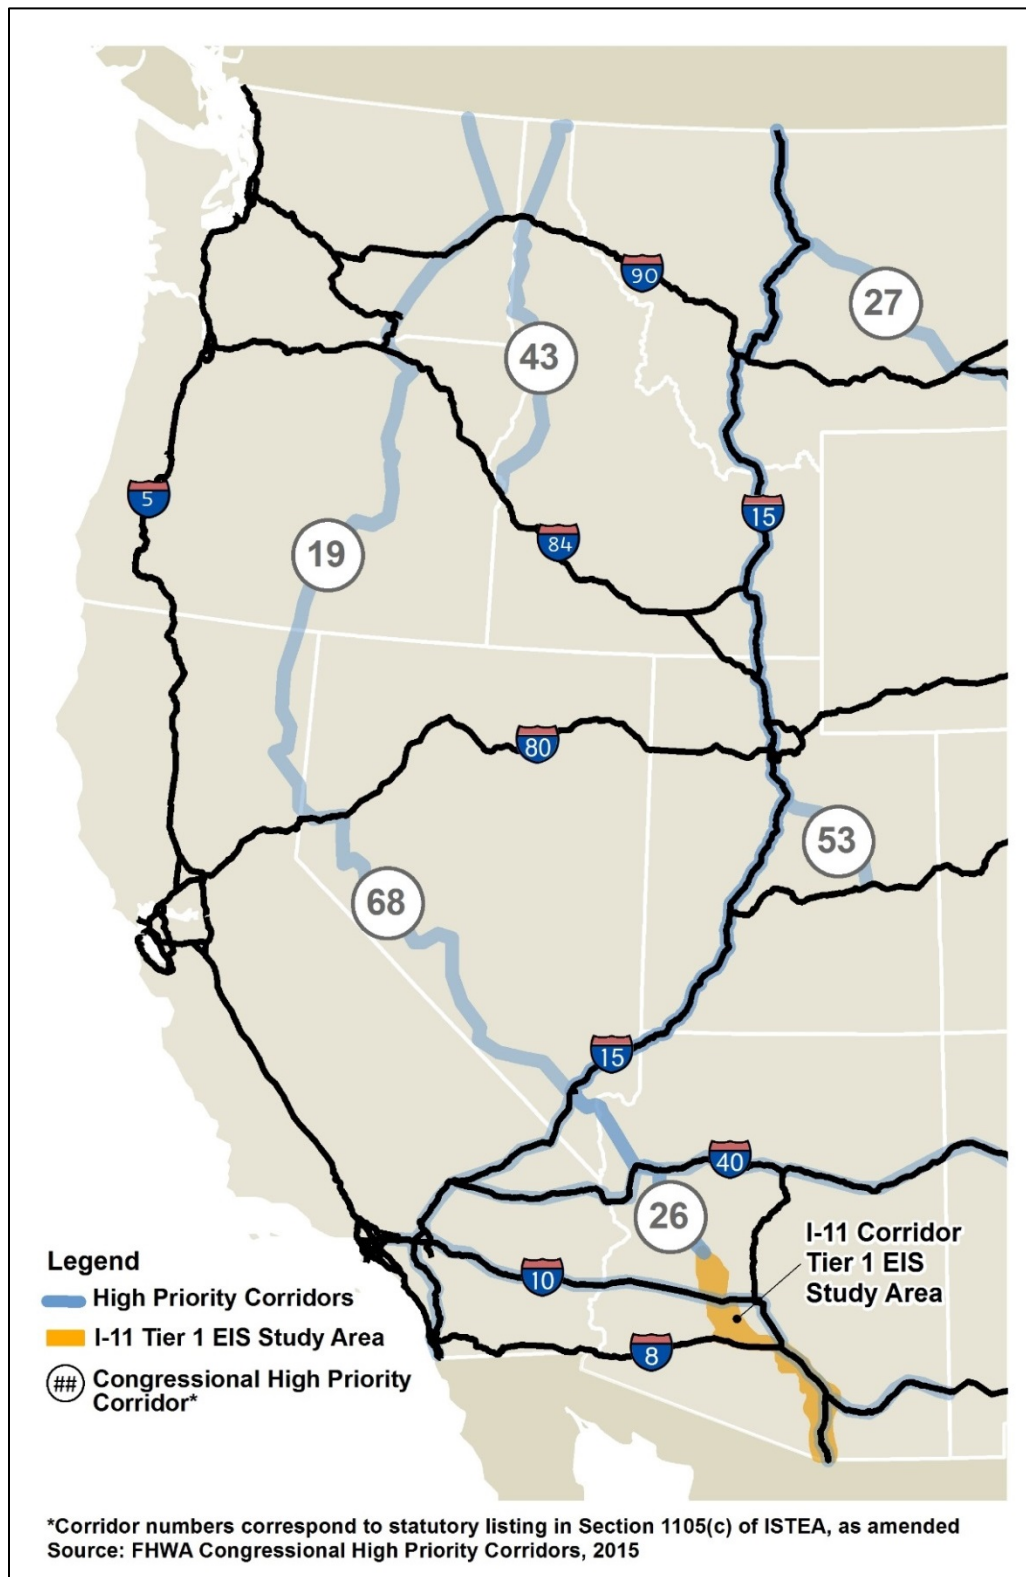 90
27
43
5
15
19
84
80
53
68
15
40
26
I-11 Corridor
Tier 1 EIS
Study Area
10
8
Legend
High Priority Corridors
I-11 Tier 1 EIS Study Area
## Congressional High Priority
Corridor*
*Corridor numbers correspond to statutory listing in Section 1105(c) of ISTEA, as amended
Source: FHWA Congressional High Priority Corridors, 2015